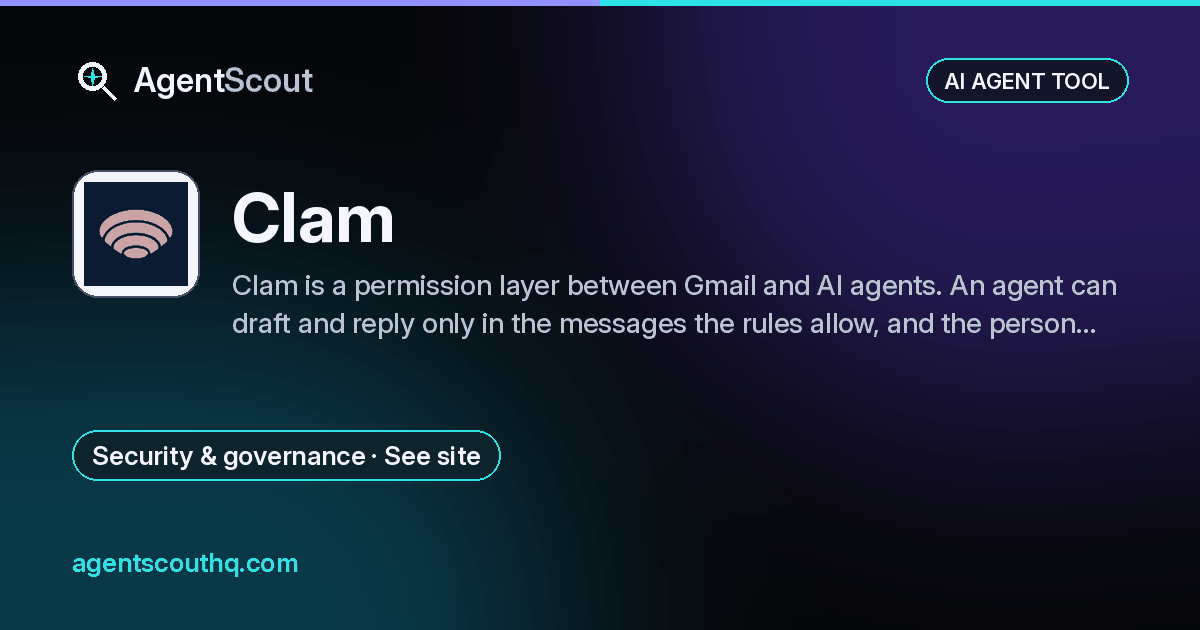 AgentScout
AI AGENT TOOL
Clam
Clam is a permission layer between Gmail and AI agents. An agent can
draft and reply only in the messages the rules allow, and the person...
Security & governance · See site
agentscouthq.com